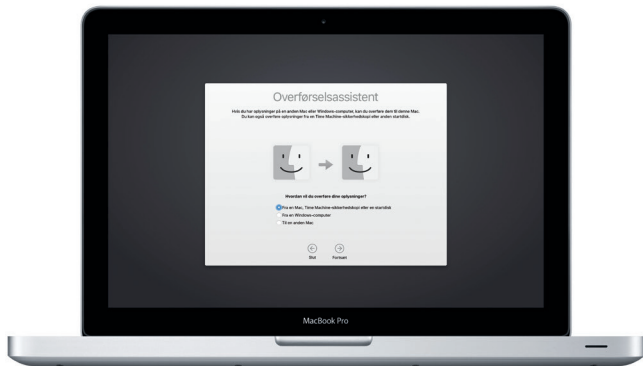 Overførselsassistent
Hvis du har oplysninger på en anden Mac eller Windows-computer, kan du overføre dem til denne Mac.
Du kan også overføre oplysninger fra en Time Machine-sikkerhedskopi eller anden startdisk.
Hvordan vil du overføre dine oplysninger?
Fra en Mac, Time Machine-sikkerhedskopi eller en startdisk
Fra en Windows-computer
Til en anden Mac
Slut Fortsæt
MacBook Pro